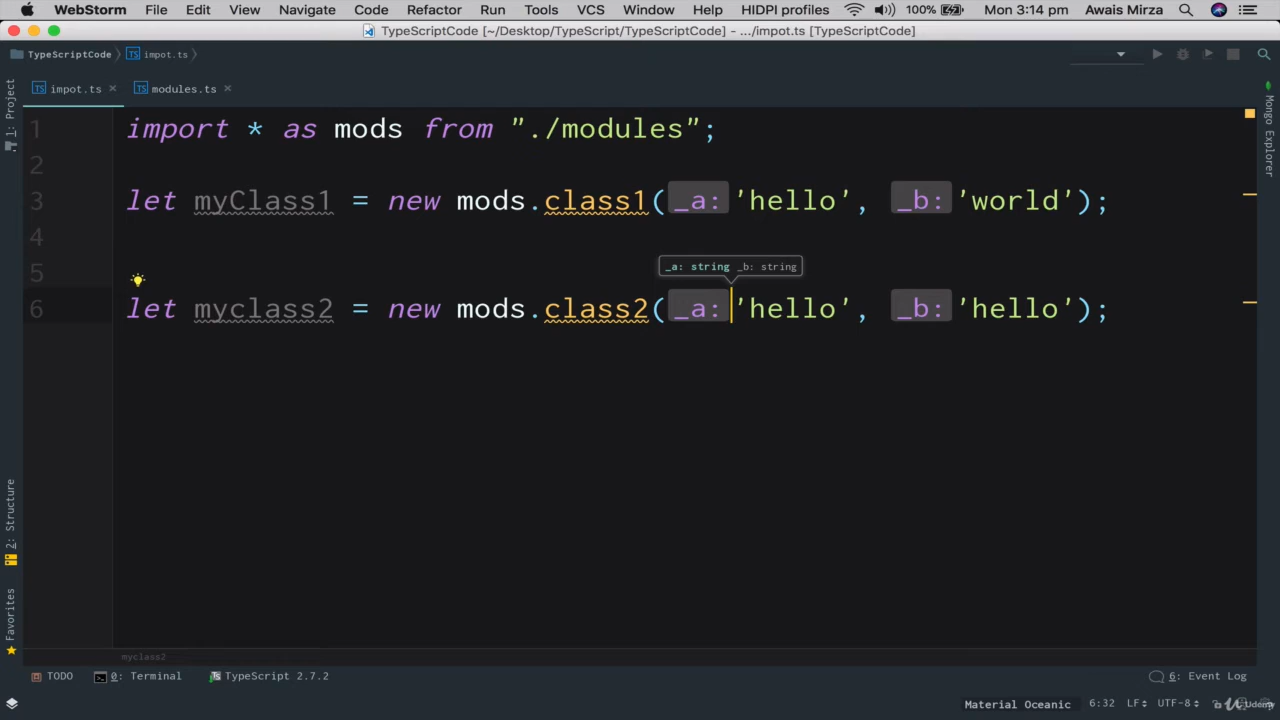 WebStorm File Edit View Navigate Code Refactor Run Tools VCS Window Help HIDPI profiles 100% Mon 3:14 pm Awais Mirza
TypeScriptCode [~/Desktop/TypeScript/TypeScriptCode] - .../impot.ts [TypeScriptCode]
TypeScriptCode impot.ts
impot.ts modules.ts
1: Project
Mongo Explorer
1 import * as mods from "./modules";
2
3 let myClass1 = new mods.class1(_a: 'hello', _b: 'world');
4
_a: string _b: string
5
6 let myclass2 = new mods.class2(_a: 'hello', _b: 'hello');
2: Structure
Favorites
myclass2
TODO 0: Terminal TypeScript 2.7.2 6: Event Log
Material Oceanic 6:32 LF UTF-8 Udemy